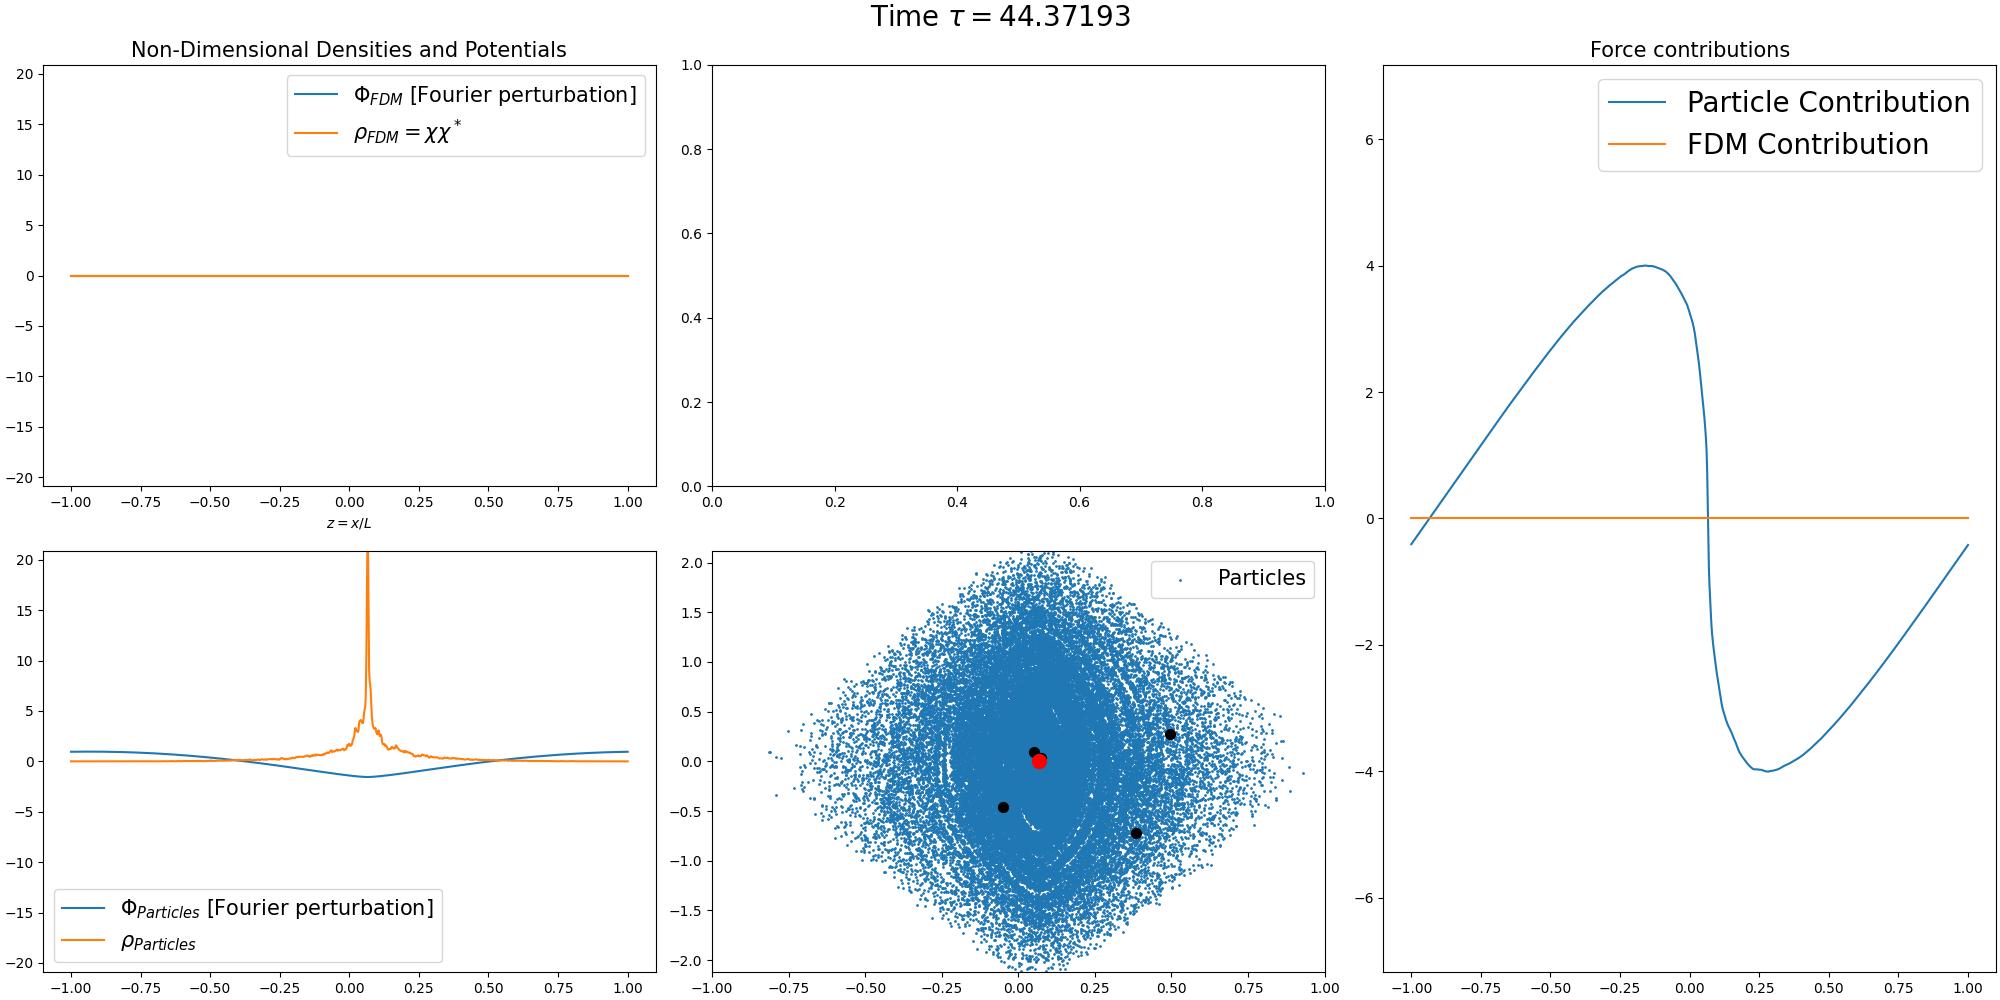 Time τ = 44.37193
Non-Dimensional Densities and Potentials
Φ_FDM [Fourier perturbation]
ρ_FDM = χχ*
20
15
10
5
0
−5
−10
−15
−20
−1.00 −0.75 −0.50 −0.25 0.00 0.25 0.50 0.75 1.00
z = x/L
1.0
0.8
0.6
0.4
0.2
0.0
0.0 0.2 0.4 0.6 0.8 1.0
Force contributions
Particle Contribution
FDM Contribution
6
4
2
0
−2
−4
−6
−1.00 −0.75 −0.50 −0.25 0.00 0.25 0.50 0.75 1.00
20
15
10
5
0
−5
−10
−15
−20
Φ_Particles [Fourier perturbation]
ρ_Particles
−1.00 −0.75 −0.50 −0.25 0.00 0.25 0.50 0.75 1.00
Particles
2.0
1.5
1.0
0.5
0.0
−0.5
−1.0
−1.5
−2.0
−1.00 −0.75 −0.50 −0.25 0.00 0.25 0.50 0.75 1.00